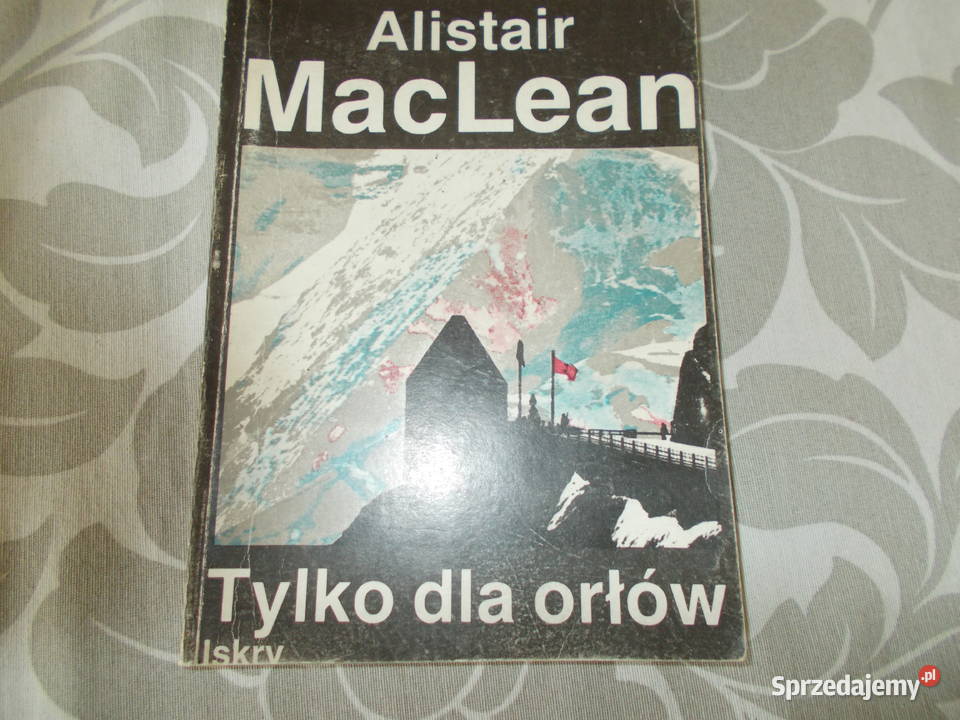 Alistair
MacLean
Tylko dla orłów
Iskry
Sprzedajemy.pl